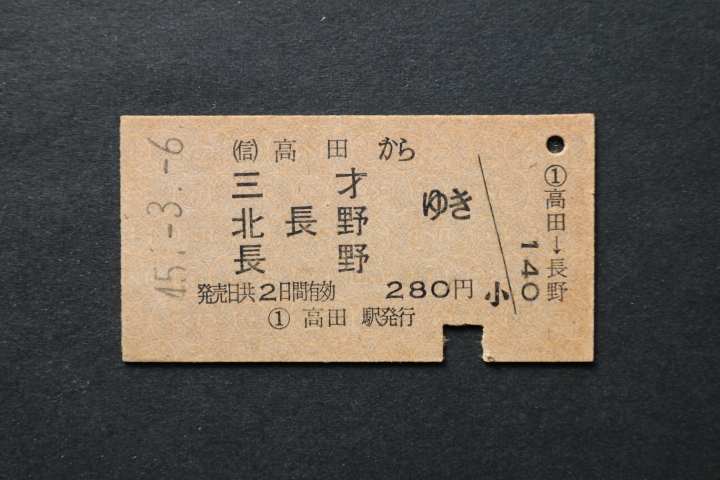 45.-3.-6
㊞信 高田から
三才
北長野 ゆき
長野
発売日共2日間有効 280円
① 高田 駅発行
小 140
①高田→長野